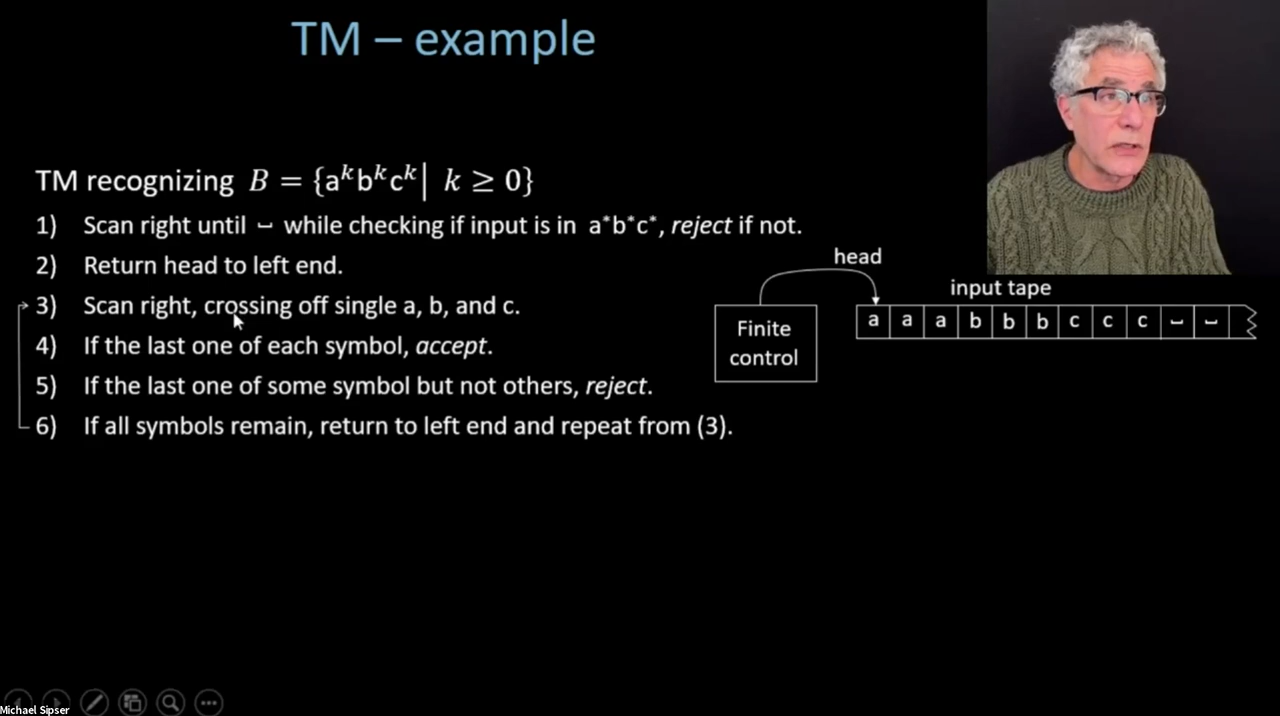 TM – example
TM recognizing B = {aᵏbᵏcᵏ| k ≥ 0}
1) Scan right until ⌴ while checking if input is in a*b*c*, reject if not.
2) Return head to left end.
3) Scan right, crossing off single a, b, and c.
4) If the last one of each symbol, accept.
5) If the last one of some symbol but not others, reject.
6) If all symbols remain, return to left end and repeat from (3).
head
input tape
Finite
control
a a a b b b c c c ⌴ ⌴
Michael Sipser